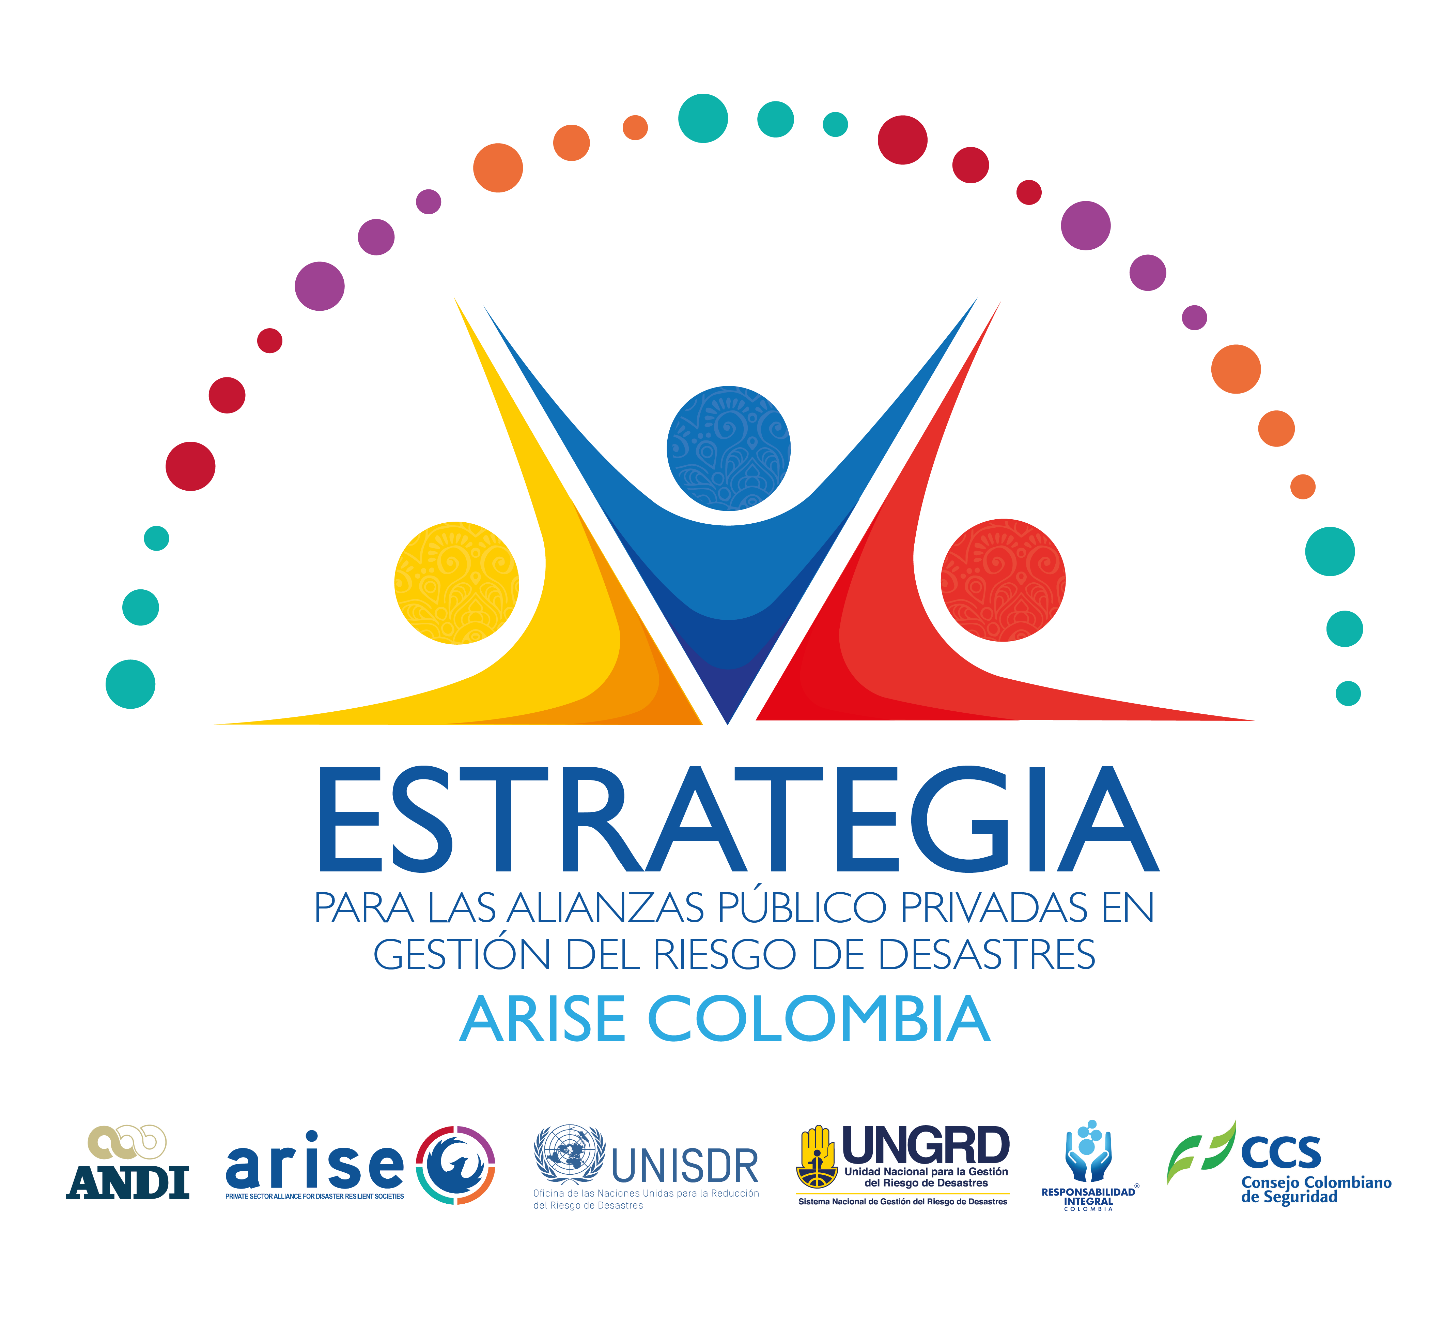 ESTRATEGIA
PARA LAS ALIANZAS PÚBLICO PRIVADAS EN
GESTIÓN DEL RIESGO DE DESASTRES
ARISE COLOMBIA
ANDI
arise
PRIVATE SECTOR ALLIANCE FOR DISASTER RESILIENT SOCIETIES
UNISDR
Oficina de las Naciones Unidas para la Reducción
del Riesgo de Desastres
UNGRD
Unidad Nacional para la Gestión
del Riesgo de Desastres
Sistema Nacional de Gestión del Riesgo de Desastres
RESPONSABILIDAD®
INTEGRAL
COLOMBIA
CCS
Consejo Colombiano
de Seguridad